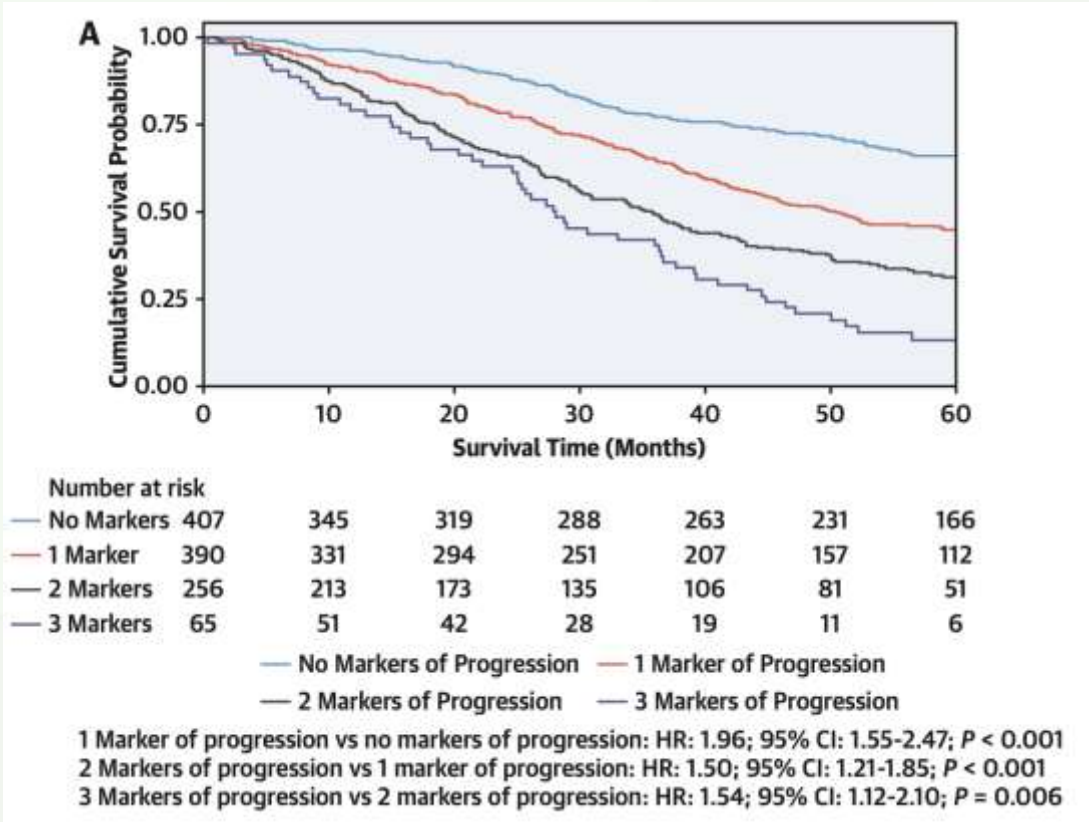 A
Cumulative Survival Probability
1.00
0.75
0.50
0.25
0.00
0 10 20 30 40 50 60
Survival Time (Months)
Number at risk
No Markers 407 345 319 288 263 231 166
1 Marker 390 331 294 251 207 157 112
2 Markers 256 213 173 135 106 81 51
3 Markers 65 51 42 28 19 11 6
No Markers of Progression 1 Marker of Progression
2 Markers of Progression 3 Markers of Progression
1 Marker of progression vs no markers of progression: HR: 1.96; 95% CI: 1.55-2.47; P < 0.001
2 Markers of progression vs 1 marker of progression: HR: 1.50; 95% CI: 1.21-1.85; P < 0.001
3 Markers of progression vs 2 markers of progression: HR: 1.54; 95% CI: 1.12-2.10; P = 0.006